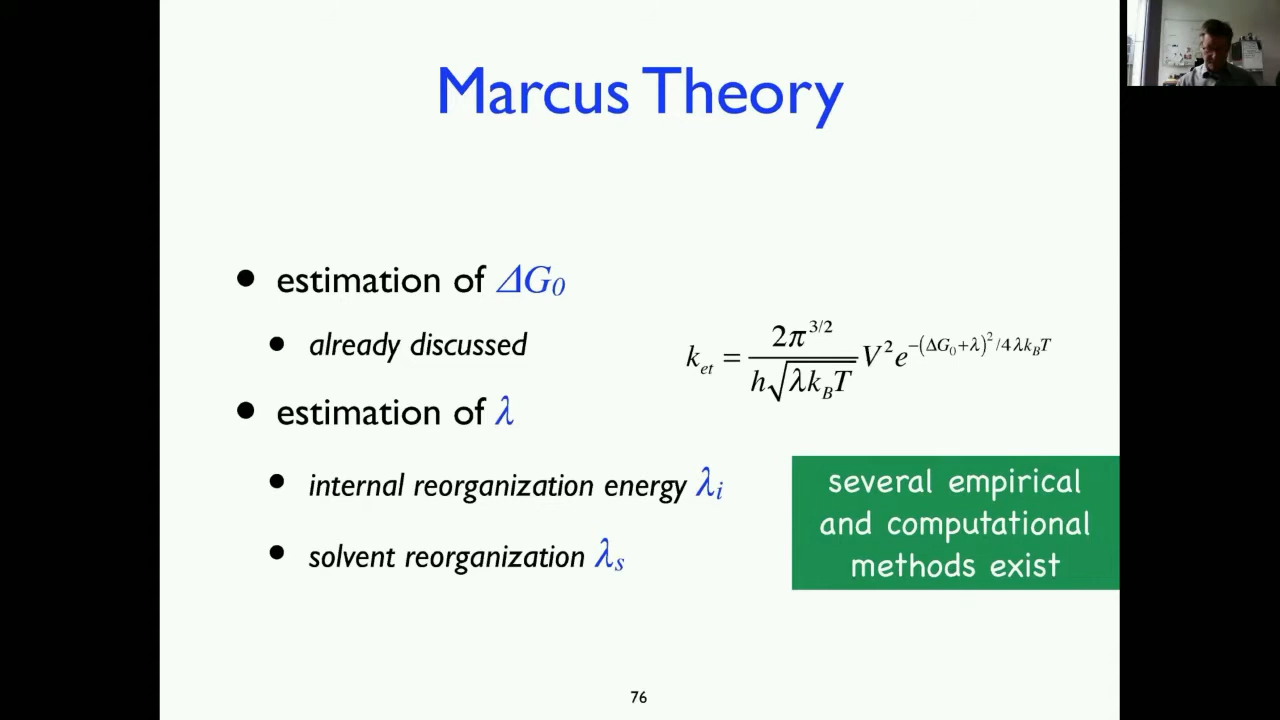 Marcus Theory
• estimation of ΔG₀
• already discussed
k_et = 2π^{3/2} / h√(λk_BT) V² e^{−(ΔG₀+λ)²/4λk_BT}
• estimation of λ
• internal reorganization energy λᵢ
• solvent reorganization λₛ
several empirical
and computational
methods exist
76